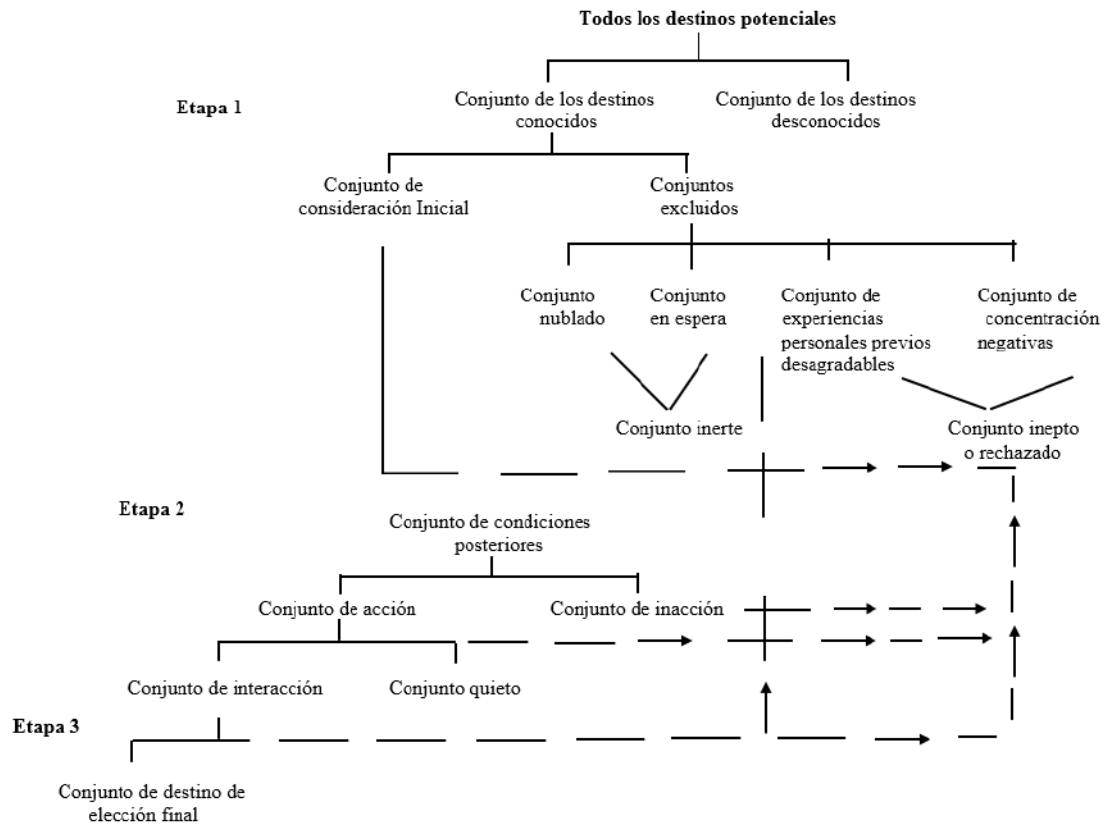 Todos los destinos potenciales
Etapa 1
Conjunto de los destinos
conocidos
Conjunto de los destinos
desconocidos
Conjunto de
consideración Inicial
Conjuntos
excluidos
Conjunto
nublado
Conjunto
en espera
Conjunto de
experiencias
personales previos
desagradables
Conjunto de
concentración
negativas
Conjunto inerte
Conjunto inepto
o rechazado
Etapa 2
Conjunto de condiciones
posteriores
Conjunto de acción
Conjunto de inacción
Conjunto de interacción
Conjunto quieto
Etapa 3
Conjunto de destino de
elección final